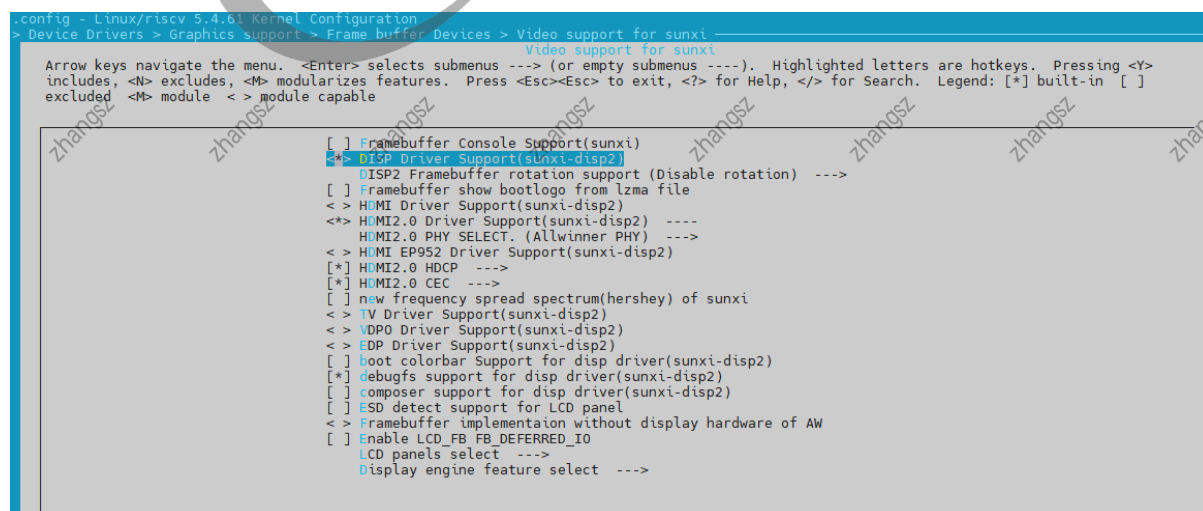 .config - Linux/riscv 5.4.61 Kernel Configuration
> Device Drivers > Graphics support > Frame buffer Devices > Video support for sunxi
Video support for sunxi
Arrow keys navigate the menu.  <Enter> selects submenus ---> (or empty submenus ----).  Highlighted letters are hotkeys.  Pressing <Y>
includes, <N> excludes, <M> modularizes features.  Press <Esc><Esc> to exit, <?> for Help, </> for Search.  Legend: [*] built-in  [ ]
excluded  <M> module  < > module capable
zhangsz zhangsz zhangsz zhangsz zhangsz zhangsz zhangsz zha
[ ] Framebuffer Console Support(sunxi)
<*> DISP Driver Support(sunxi-disp2)
DISP2 Framebuffer rotation support (Disable rotation)  --->
[ ] Framebuffer show bootlogo from lzma file
< > HDMI Driver Support(sunxi-disp2)
<*> HDMI2.0 Driver Support(sunxi-disp2)  ----
HDMI2.0 PHY SELECT. (Allwinner PHY)  --->
< > HDMI EP952 Driver Support(sunxi-disp2)
[*] HDMI2.0 HDCP  --->
[*] HDMI2.0 CEC  --->
[ ] new frequency spread spectrum(hershey) of sunxi
< > TV Driver Support(sunxi-disp2)
< > VDPO Driver Support(sunxi-disp2)
< > EDP Driver Support(sunxi-disp2)
[ ] boot colorbar Support for disp driver(sunxi-disp2)
[*] debugfs support for disp driver(sunxi-disp2)
[ ] composer support for disp driver(sunxi-disp2)
[ ] ESD detect support for LCD panel
< > Framebuffer implementaion without display hardware of AW
[ ] Enable LCD_FB FB_DEFERRED_IO
LCD panels select  --->
Display engine feature select  --->